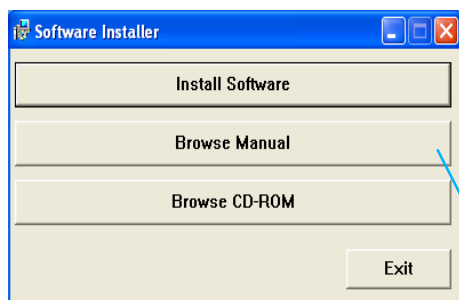 Software Installer
Install Software
Browse Manual
Browse CD-ROM
Exit